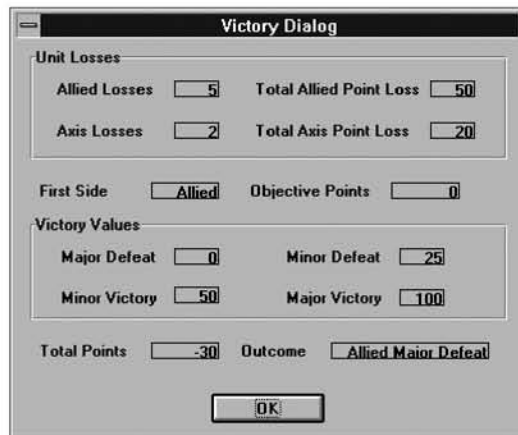 Victory Dialog
Unit Losses
Allied Losses 5 Total Allied Point Loss 50
Axis Losses 2 Total Axis Point Loss 20
First Side Allied Objective Points 0
Victory Values
Major Defeat 0 Minor Defeat 25
Minor Victory 50 Major Victory 100
Total Points -30 Outcome Allied Major Defeat
OK